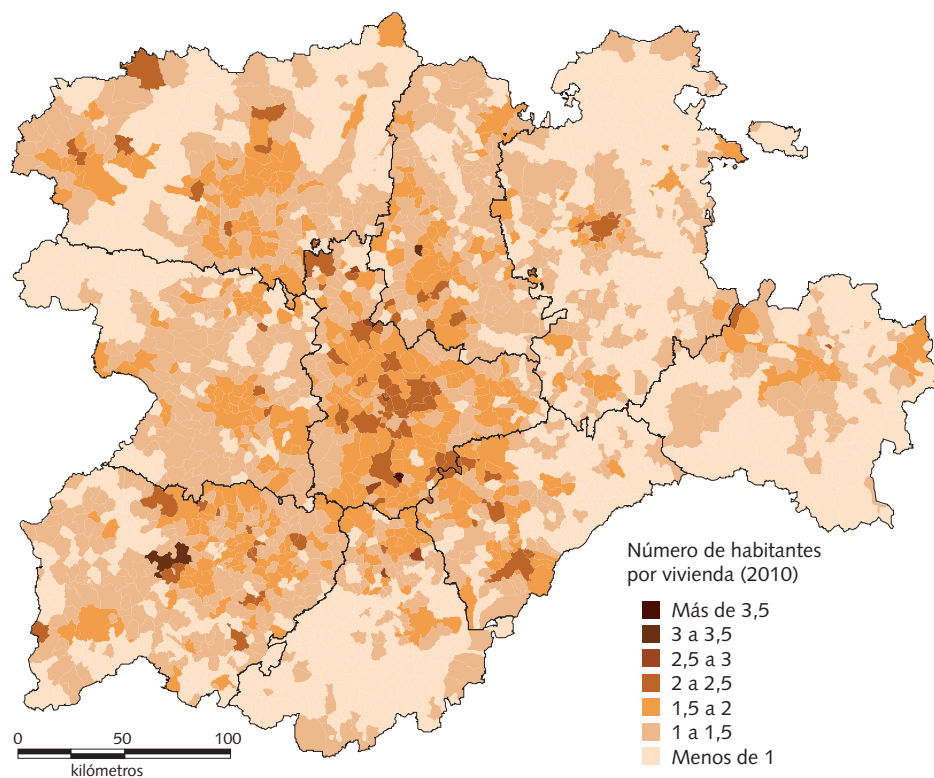 Número de habitantes
por vivienda (2010)
Más de 3,5
3 a 3,5
2,5 a 3
2 a 2,5
1,5 a 2
1 a 1,5
Menos de 1
0 50 100
kilómetros